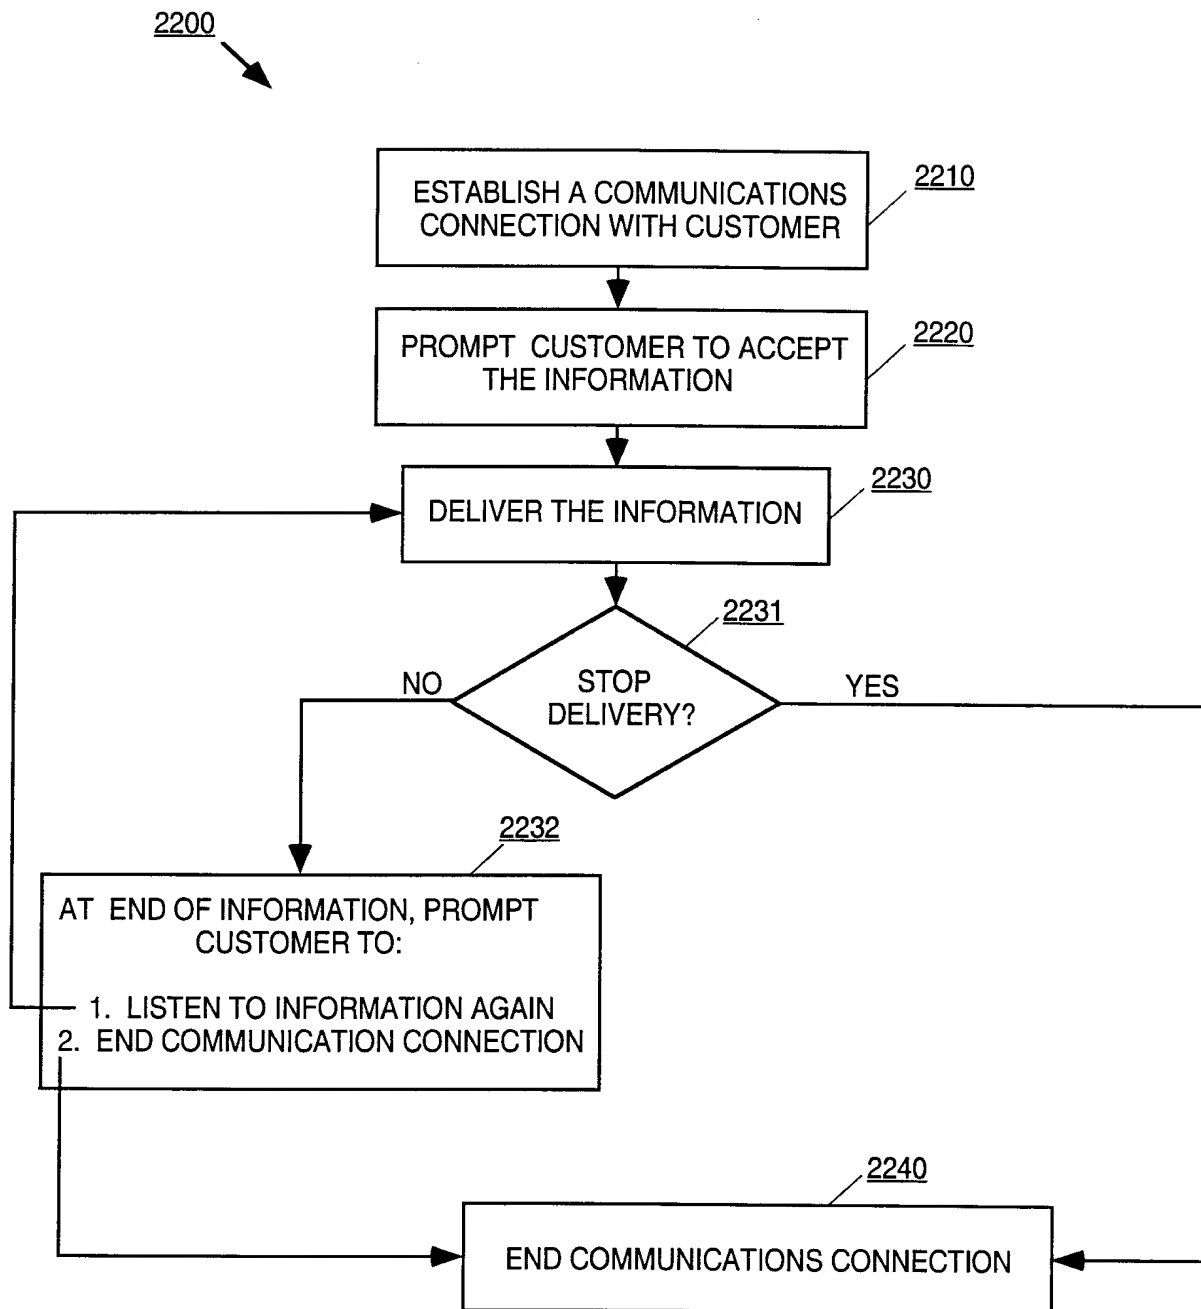 2200
ESTABLISH A COMMUNICATIONS
CONNECTION WITH CUSTOMER
2210
PROMPT CUSTOMER TO ACCEPT
THE INFORMATION
2220
DELIVER THE INFORMATION
2230
STOP
DELIVERY?
2231
NO
YES
2232
AT END OF INFORMATION, PROMPT
CUSTOMER TO:
1. LISTEN TO INFORMATION AGAIN
2. END COMMUNICATION CONNECTION
2240
END COMMUNICATIONS CONNECTION